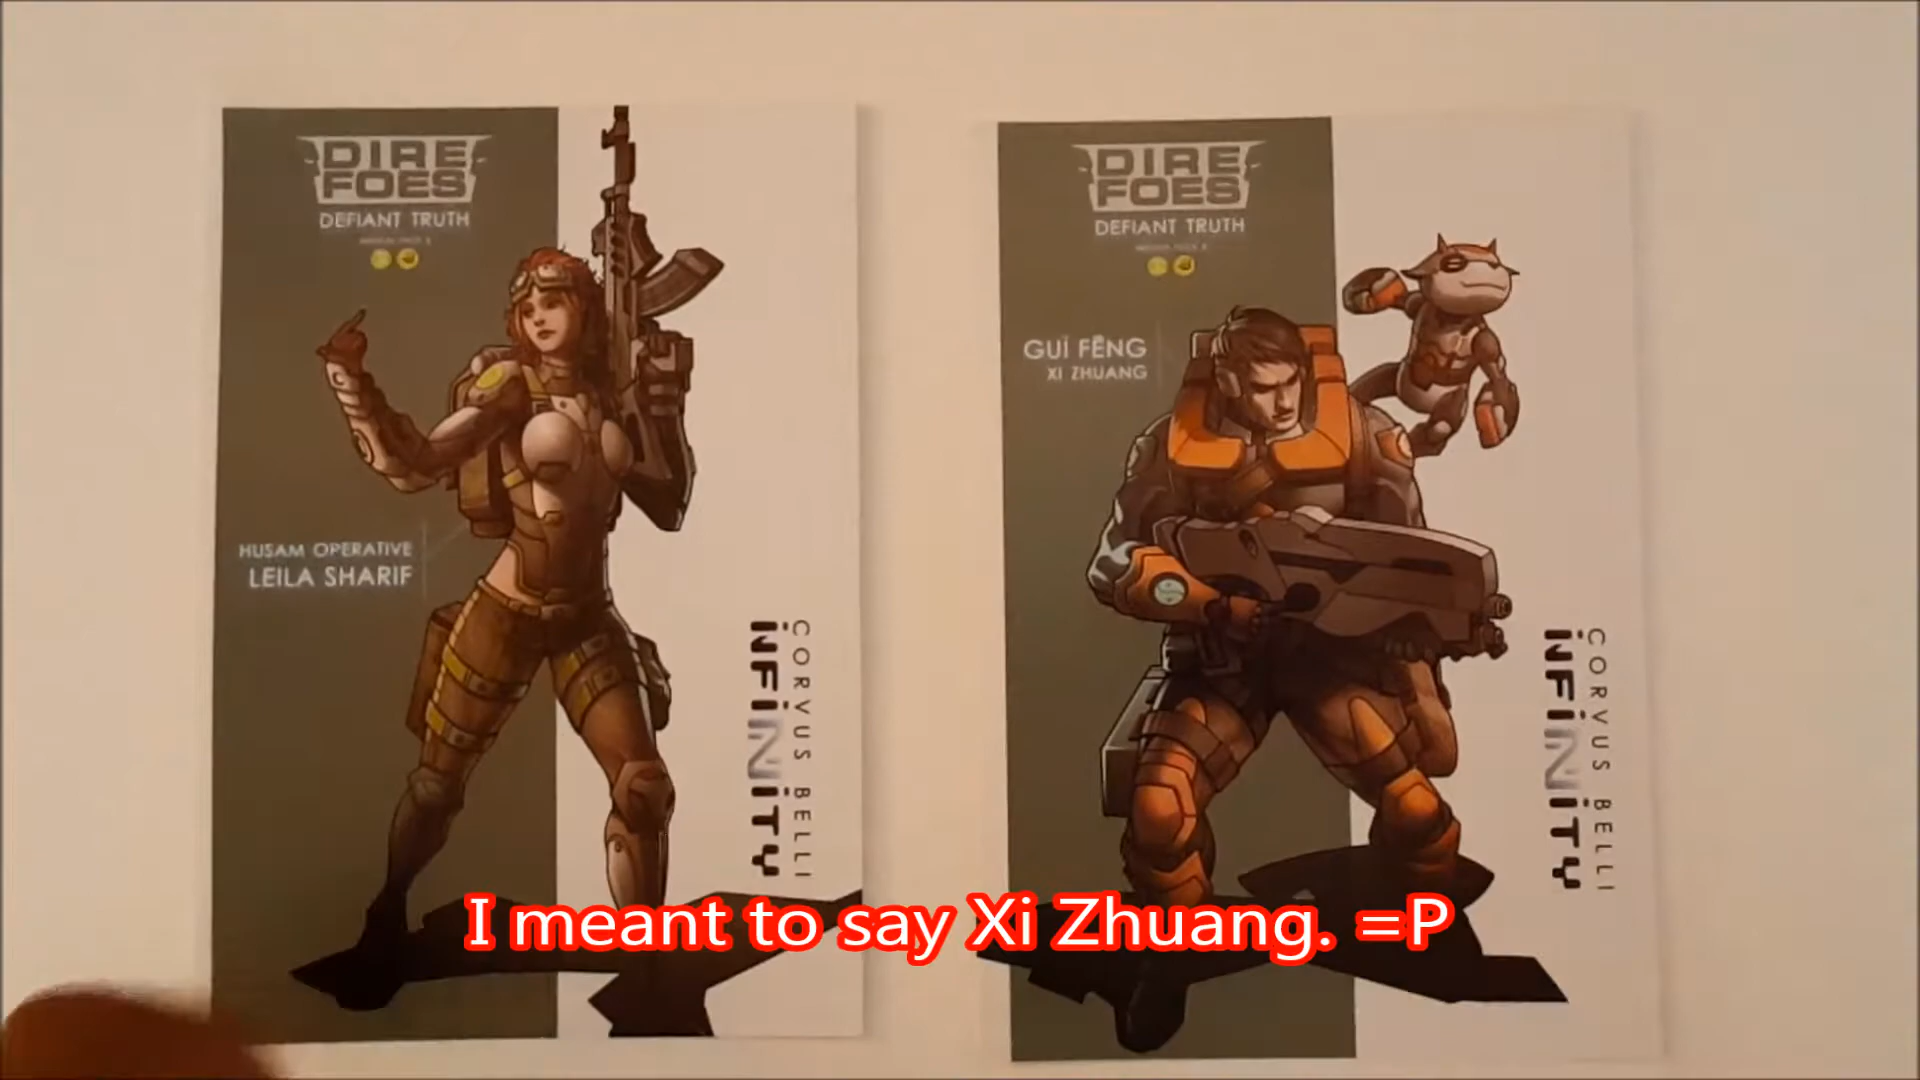 DIRE
FOES
DEFIANT TRUTH
HUSAM OPERATIVE
LEILA SHARIF
CORVUS BELLI
INFINITY
DIRE
FOES
DEFIANT TRUTH
GUĬ FĒNG
XI ZHUANG
CORVUS BELLI
INFINITY
I meant to say Xi Zhuang. =P